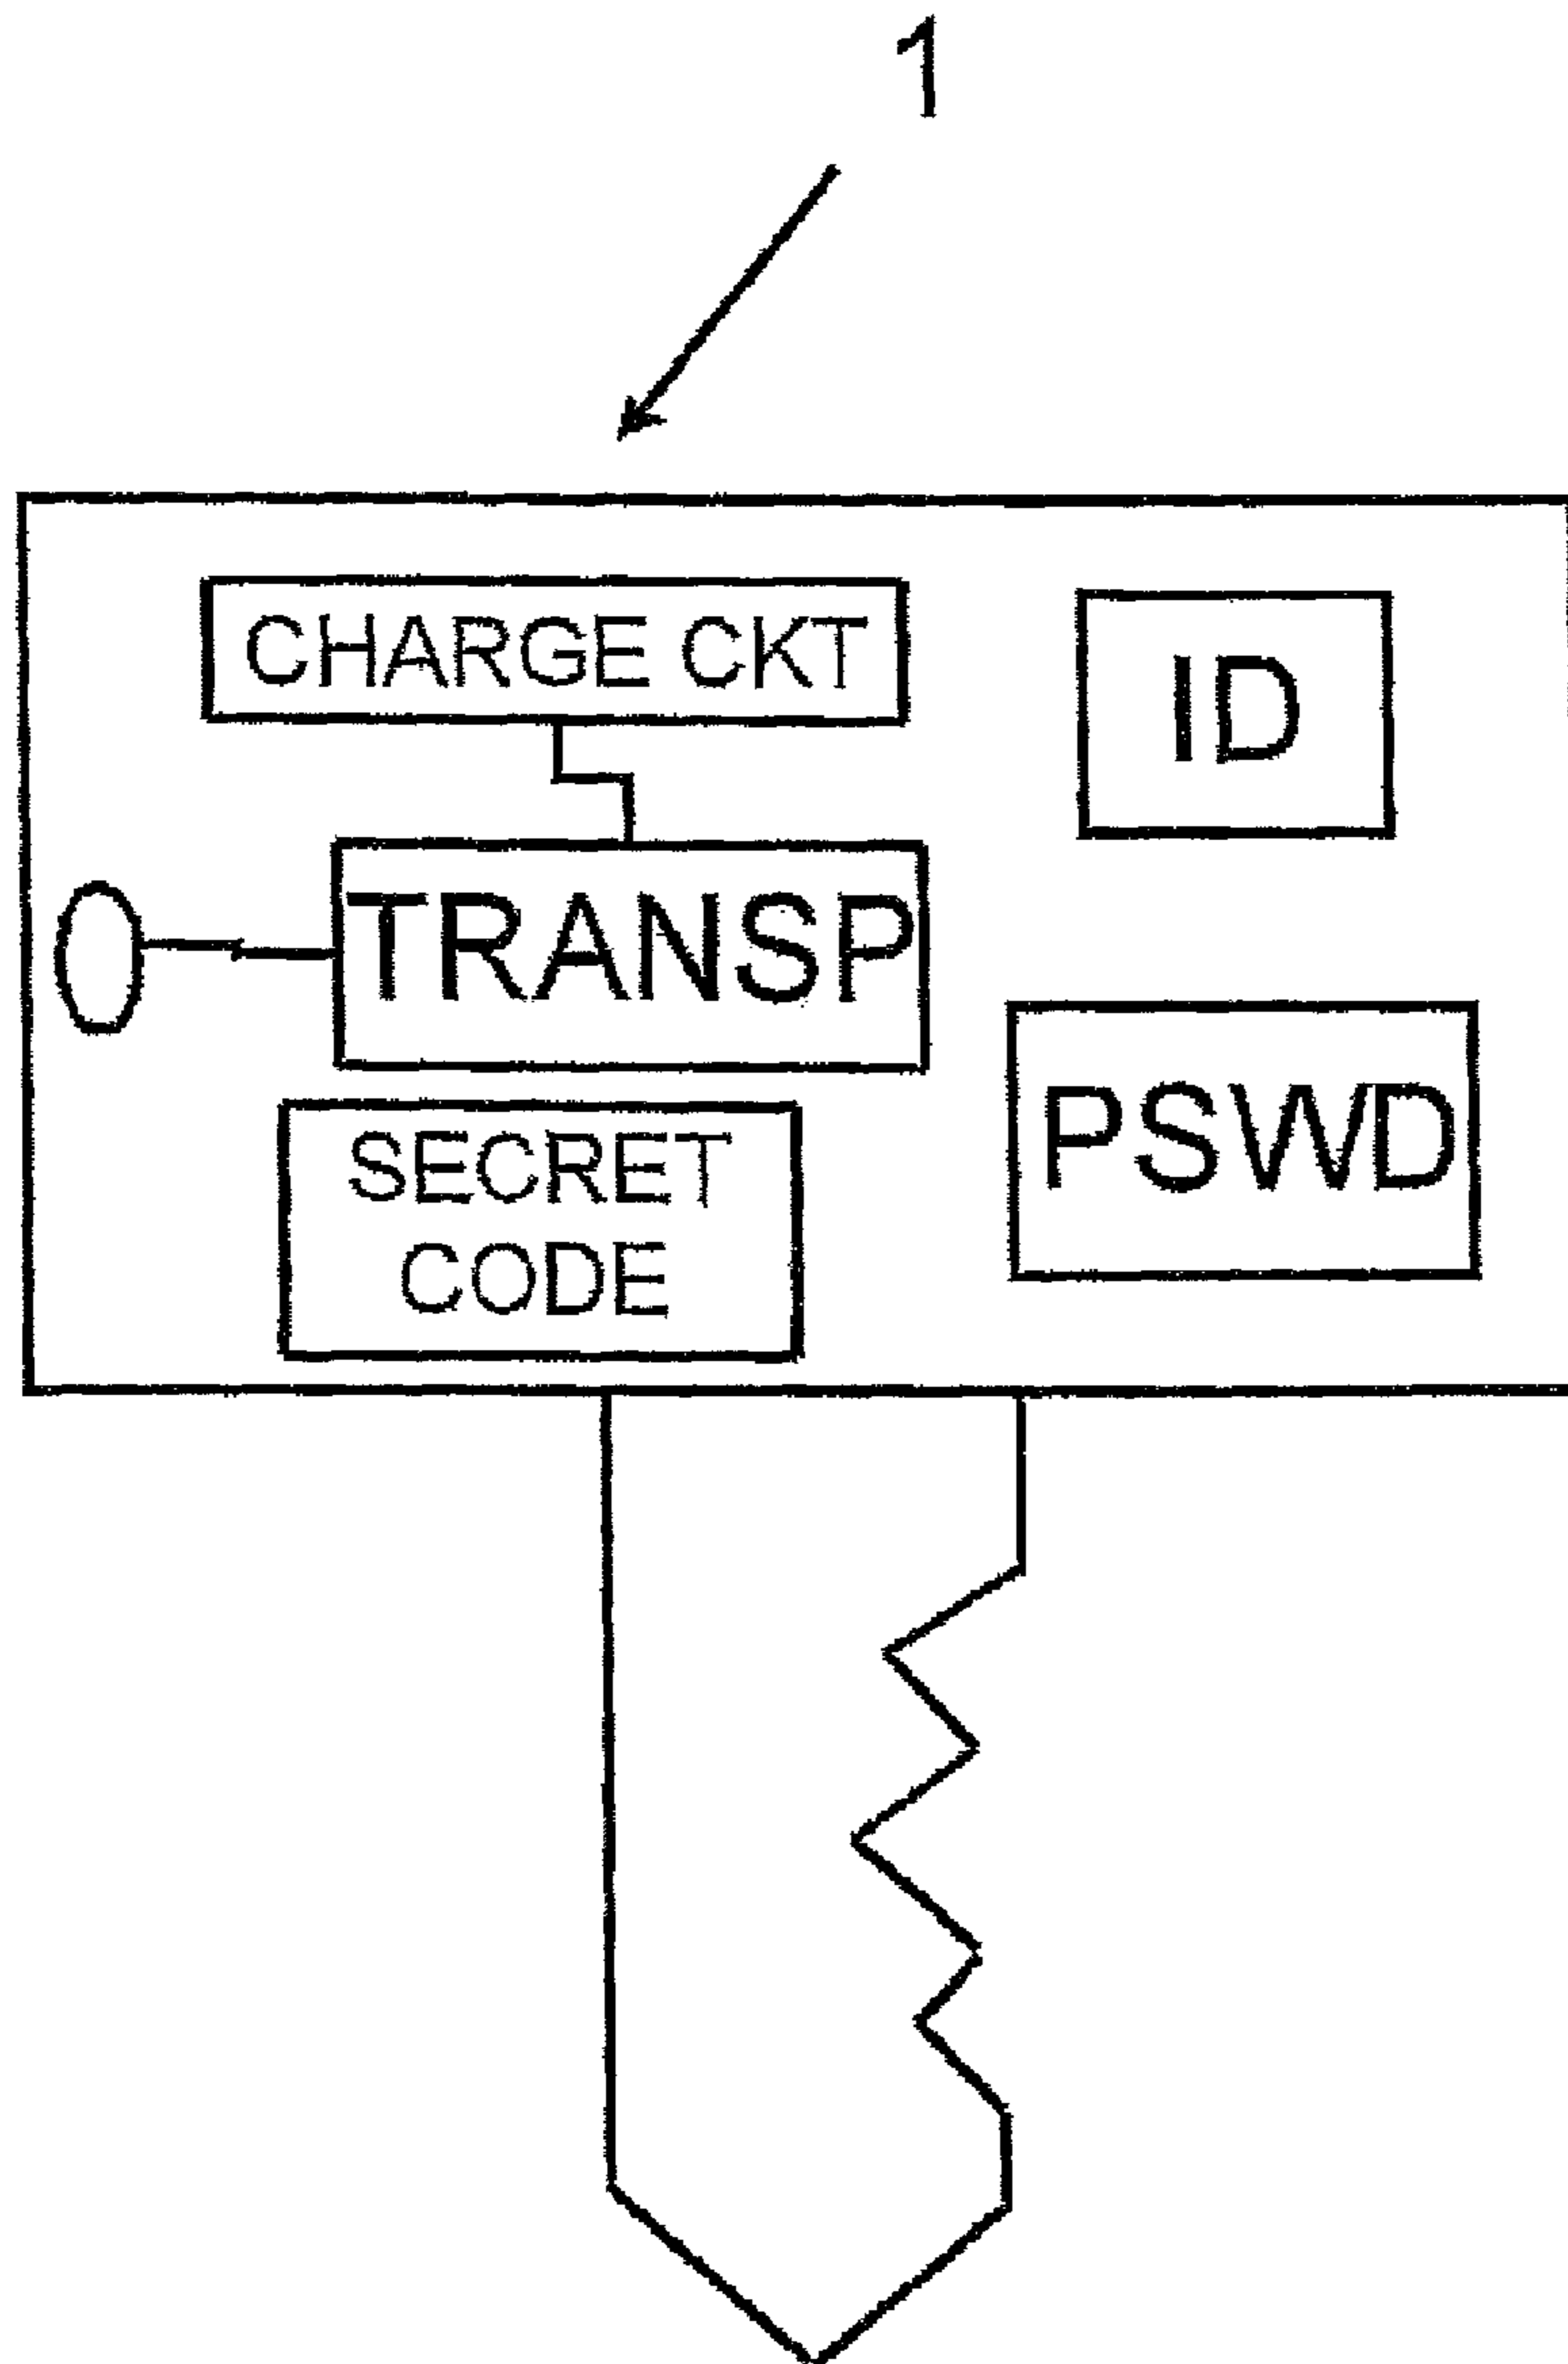 1
CHARGE CKT
ID
TRANSP
PSWD
SECRET
CODE